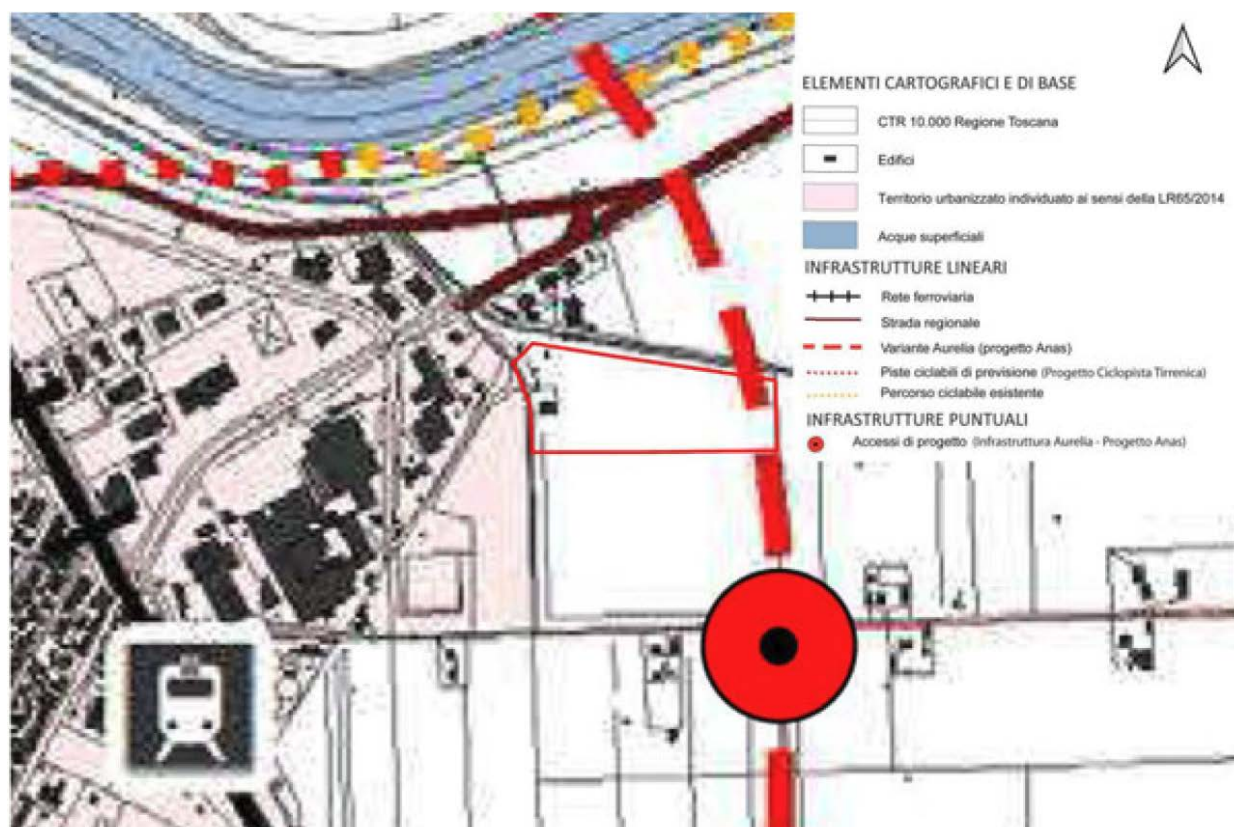 ELEMENTI CARTOGRAFICI E DI BASE
CTR 10.000 Regione Toscana
Edifici
Territorio urbanizzato individuato ai sensi della LR65/2014
Acque superficiali
INFRASTRUTTURE LINEARI
Rete ferroviaria
Strada regionale
Variante Aurelia (progetto Anas)
Piste ciclabili di previsione (Progetto Ciclopista Tirrenica)
Percorso ciclabile esistente
INFRASTRUTTURE PUNTUALI
Accessi di progetto (Infrastruttura Aurelia - Progetto Anas)